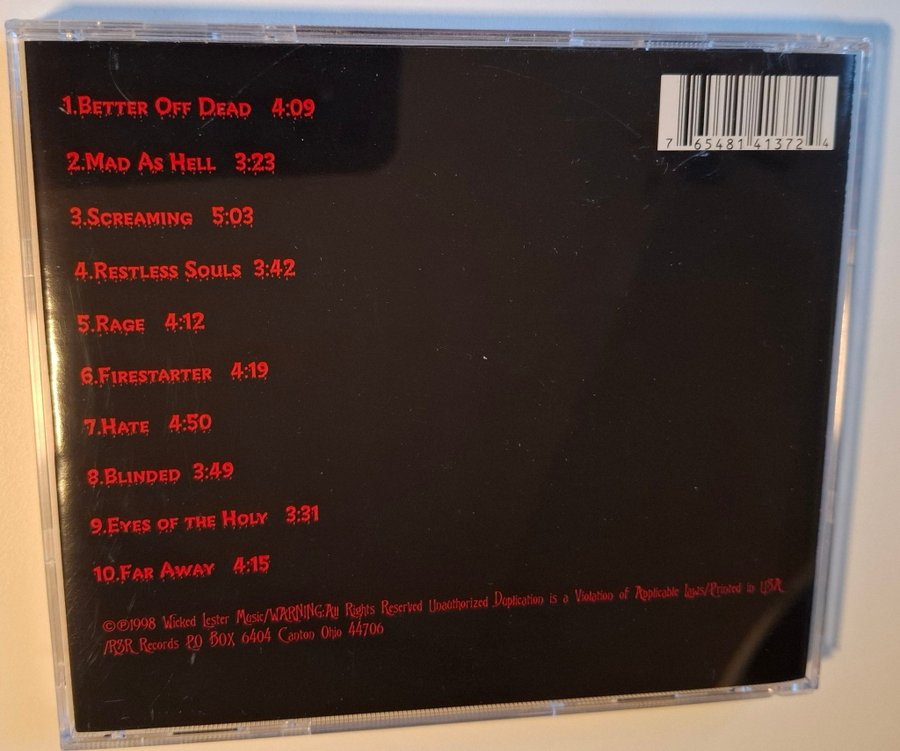 1.Better Off Dead 4:09
7 65481 41372 4
2.Mad As Hell 3:23
3.Screaming 5:03
4.Restless Souls 3:42
5.Rage 4:12
6.Firestarter 4:19
7.Hate 4:50
8.Blinded 3:49
9.Eyes of the Holy 3:31
10.Far Away 4:15
©℗1998 Wicked Lester Music/WARNING:All Rights Reserved Unauthorized Duplication is a Violation of Applicable Laws/Printed in USA
/R3R Records PO BOX 6404 Canton Ohio 44706